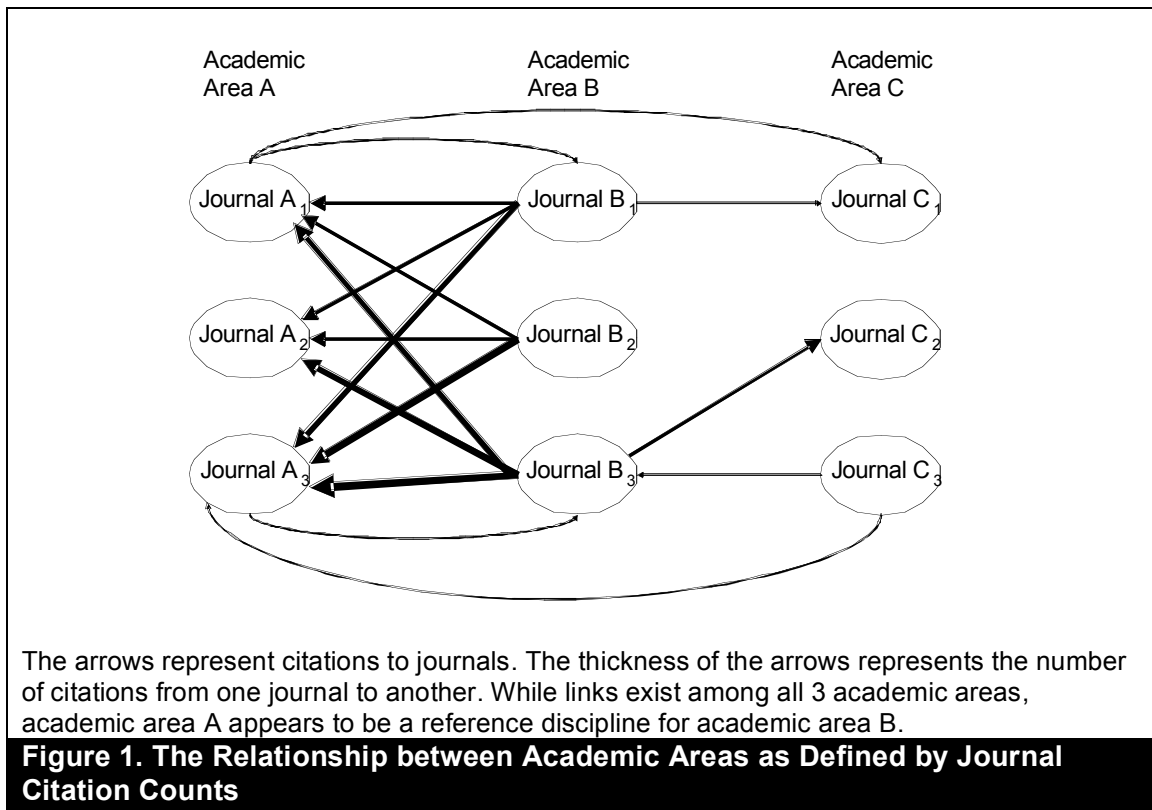 Academic Area A
Academic Area B
Academic Area C
Journal A1
Journal B1
Journal C1
Journal A2
Journal B2
Journal C2
Journal A3
Journal B3
Journal C3
The arrows represent citations to journals. The thickness of the arrows represents the number
of citations from one journal to another. While links exist among all 3 academic areas,
academic area A appears to be a reference discipline for academic area B.
Figure 1. The Relationship between Academic Areas as Defined by Journal
Citation Counts